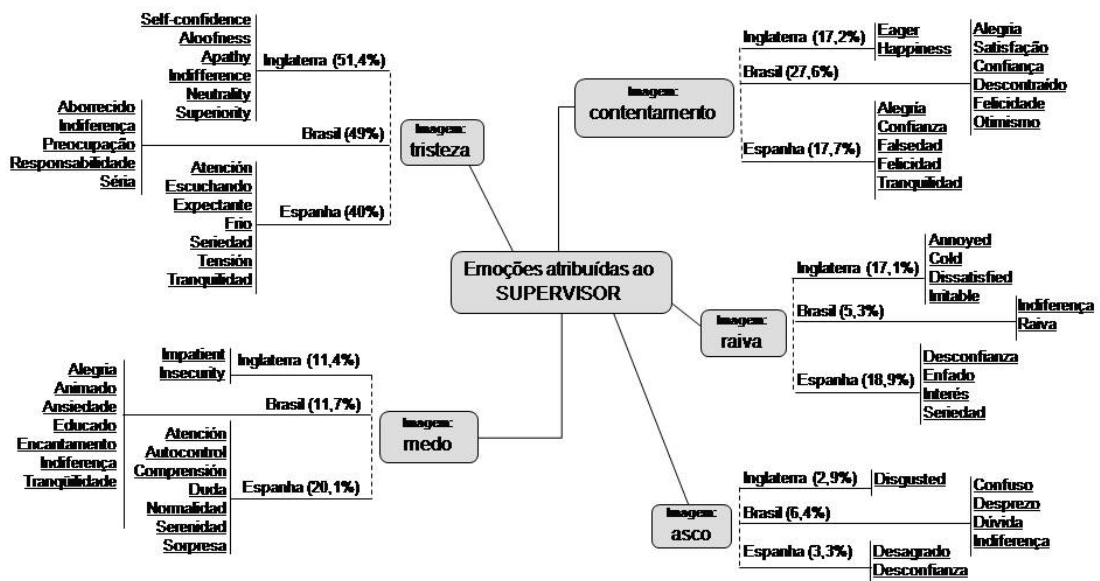 Emoções atribuídas ao
SUPERVISOR
Imagem:
tristeza
Inglaterra (51,4%)
Self-confidence
Aloofness
Apathy
Indifference
Neutrality
Superiority
Brasil (49%)
Aborrecido
Indiferença
Preocupação
Responsabilidade
Séria
Espanha (40%)
Atención
Escuchando
Expectante
Frio
Seriedad
Tensión
Tranquilidad
Imagem:
contentamento
Inglaterra (17,2%)
Eager
Happiness
Brasil (27,6%)
Alegria
Satisfação
Confiança
Descontraído
Felicidade
Otimismo
Espanha (17,7%)
Alegría
Confianza
Falsedad
Felicidad
Tranquilidad
Imagem:
raiva
Inglaterra (17,1%)
Annoyed
Cold
Dissatisfied
Irritable
Brasil (5,3%)
Indiferença
Raiva
Espanha (18,9%)
Desconfianza
Enfado
Interés
Seriedad
Imagem:
medo
Inglaterra (11,4%)
Impatient
Insecurity
Brasil (11,7%)
Alegria
Animado
Ansiedade
Educado
Encantamento
Indiferença
Tranqüilidade
Espanha (20,1%)
Atención
Autocontrol
Comprensión
Duda
Normalidad
Serenidad
Sorpresa
Imagem:
asco
Inglaterra (2,9%)
Disgusted
Brasil (6,4%)
Confuso
Desprezo
Dúvida
Indiferença
Espanha (3,3%)
Desagrado
Desconfianza